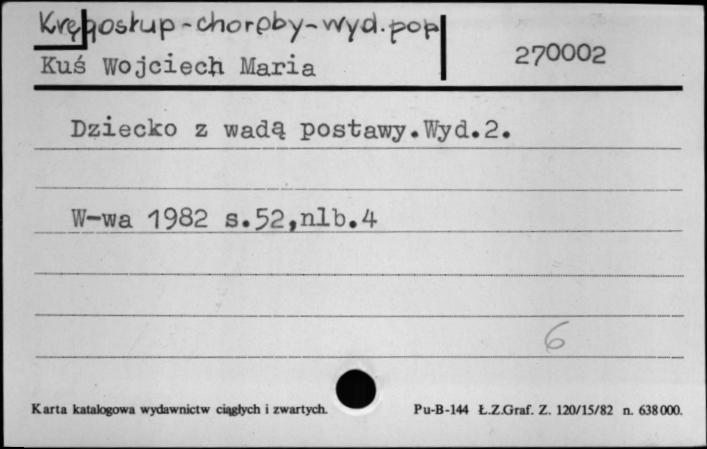 Kręgosłup-choroby-wyd.pop
Kuś Wojciech Maria
270002
Dziecko z wadą postawy.Wyd.2.
W-wa 1982 s.52,nlb.4
6
Karta katalogowa wydawnictw ciągłych i zwartych.
Pu-B-144 Ł.Z.Graf. Z. 120/15/82 n. 638000.